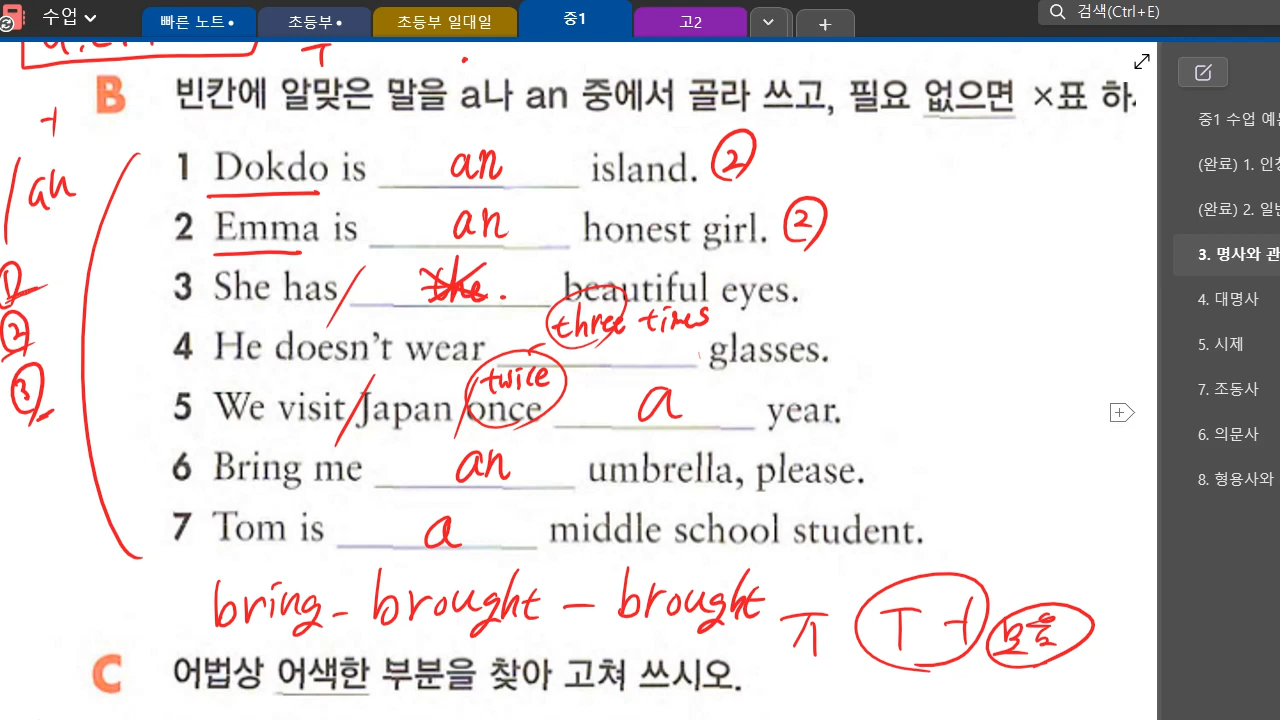 수업 빠른 노트• 초등부• 초등부 일대일 중1 고2 + 검색(Ctrl+E)
B 빈칸에 알맞은 말을 a나 an 중에서 골라 쓰고, 필요 없으면 ×표 하
1 Dokdo is an island. ②
an
2 Emma is an honest girl. ②
3 She has the. beautiful eyes.
three times
4 He doesn't wear glasses.
twice
5 We visit Japan once a year.
6 Bring me an umbrella, please.
7 Tom is a middle school student.
①
②
③
bring - brought - brought ㅠ ㅜ ㅓ 모음
C 어법상 어색한 부분을 찾아 고쳐 쓰시오.
중1 수업 예
(완료) 1. 인칭
(완료) 2. 일반
3. 명사와 관
4. 대명사
5. 시제
7. 조동사
6. 의문사
8. 형용사와